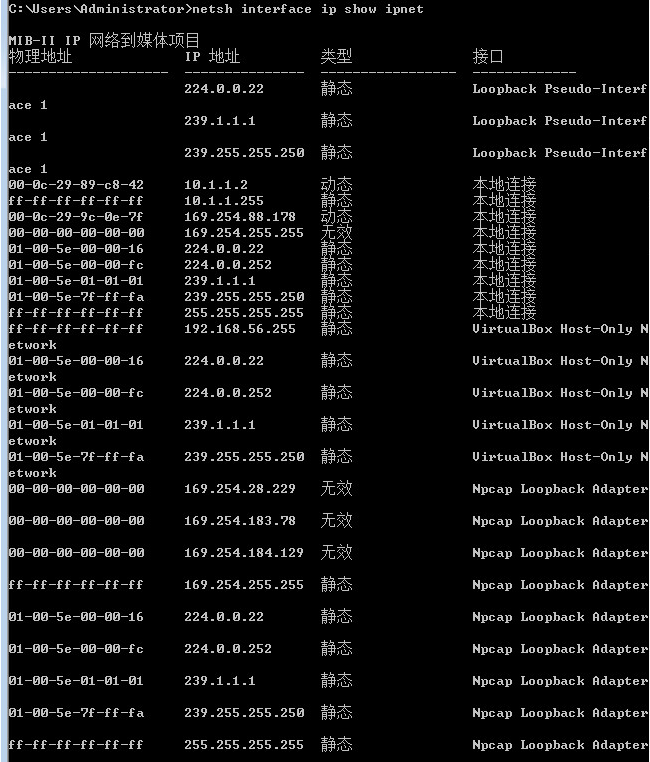 C:\Users\Administrator>netsh interface ip show ipnet
MIB-II IP 网络到媒体项目
物理地址 IP 地址 类型 接口
-------------------- --------------- ----------------- -------------
224.0.0.22 静态 Loopback Pseudo-Interf
ace 1
239.1.1.1 静态 Loopback Pseudo-Interf
ace 1
239.255.255.250 静态 Loopback Pseudo-Interf
ace 1
00-0c-29-89-c8-42 10.1.1.2 动态 本地连接
ff-ff-ff-ff-ff-ff 10.1.1.255 静态 本地连接
00-0c-29-9c-0e-7f 169.254.88.178 动态 本地连接
00-00-00-00-00-00 169.254.255.255 无效 本地连接
01-00-5e-00-00-16 224.0.0.22 静态 本地连接
01-00-5e-00-00-fc 224.0.0.252 静态 本地连接
01-00-5e-01-01-01 239.1.1.1 静态 本地连接
01-00-5e-7f-ff-fa 239.255.255.250 静态 本地连接
ff-ff-ff-ff-ff-ff 255.255.255.255 静态 本地连接
ff-ff-ff-ff-ff-ff 192.168.56.255 静态 VirtualBox Host-Only N
etwork
01-00-5e-00-00-16 224.0.0.22 静态 VirtualBox Host-Only N
etwork
01-00-5e-00-00-fc 224.0.0.252 静态 VirtualBox Host-Only N
etwork
01-00-5e-01-01-01 239.1.1.1 静态 VirtualBox Host-Only N
etwork
01-00-5e-7f-ff-fa 239.255.255.250 静态 VirtualBox Host-Only N
etwork
00-00-00-00-00-00 169.254.28.229 无效 Npcap Loopback Adapter
00-00-00-00-00-00 169.254.183.78 无效 Npcap Loopback Adapter
00-00-00-00-00-00 169.254.184.129 无效 Npcap Loopback Adapter
ff-ff-ff-ff-ff-ff 169.254.255.255 静态 Npcap Loopback Adapter
01-00-5e-00-00-16 224.0.0.22 静态 Npcap Loopback Adapter
01-00-5e-00-00-fc 224.0.0.252 静态 Npcap Loopback Adapter
01-00-5e-01-01-01 239.1.1.1 静态 Npcap Loopback Adapter
01-00-5e-7f-ff-fa 239.255.255.250 静态 Npcap Loopback Adapter
ff-ff-ff-ff-ff-ff 255.255.255.255 静态 Npcap Loopback Adapter